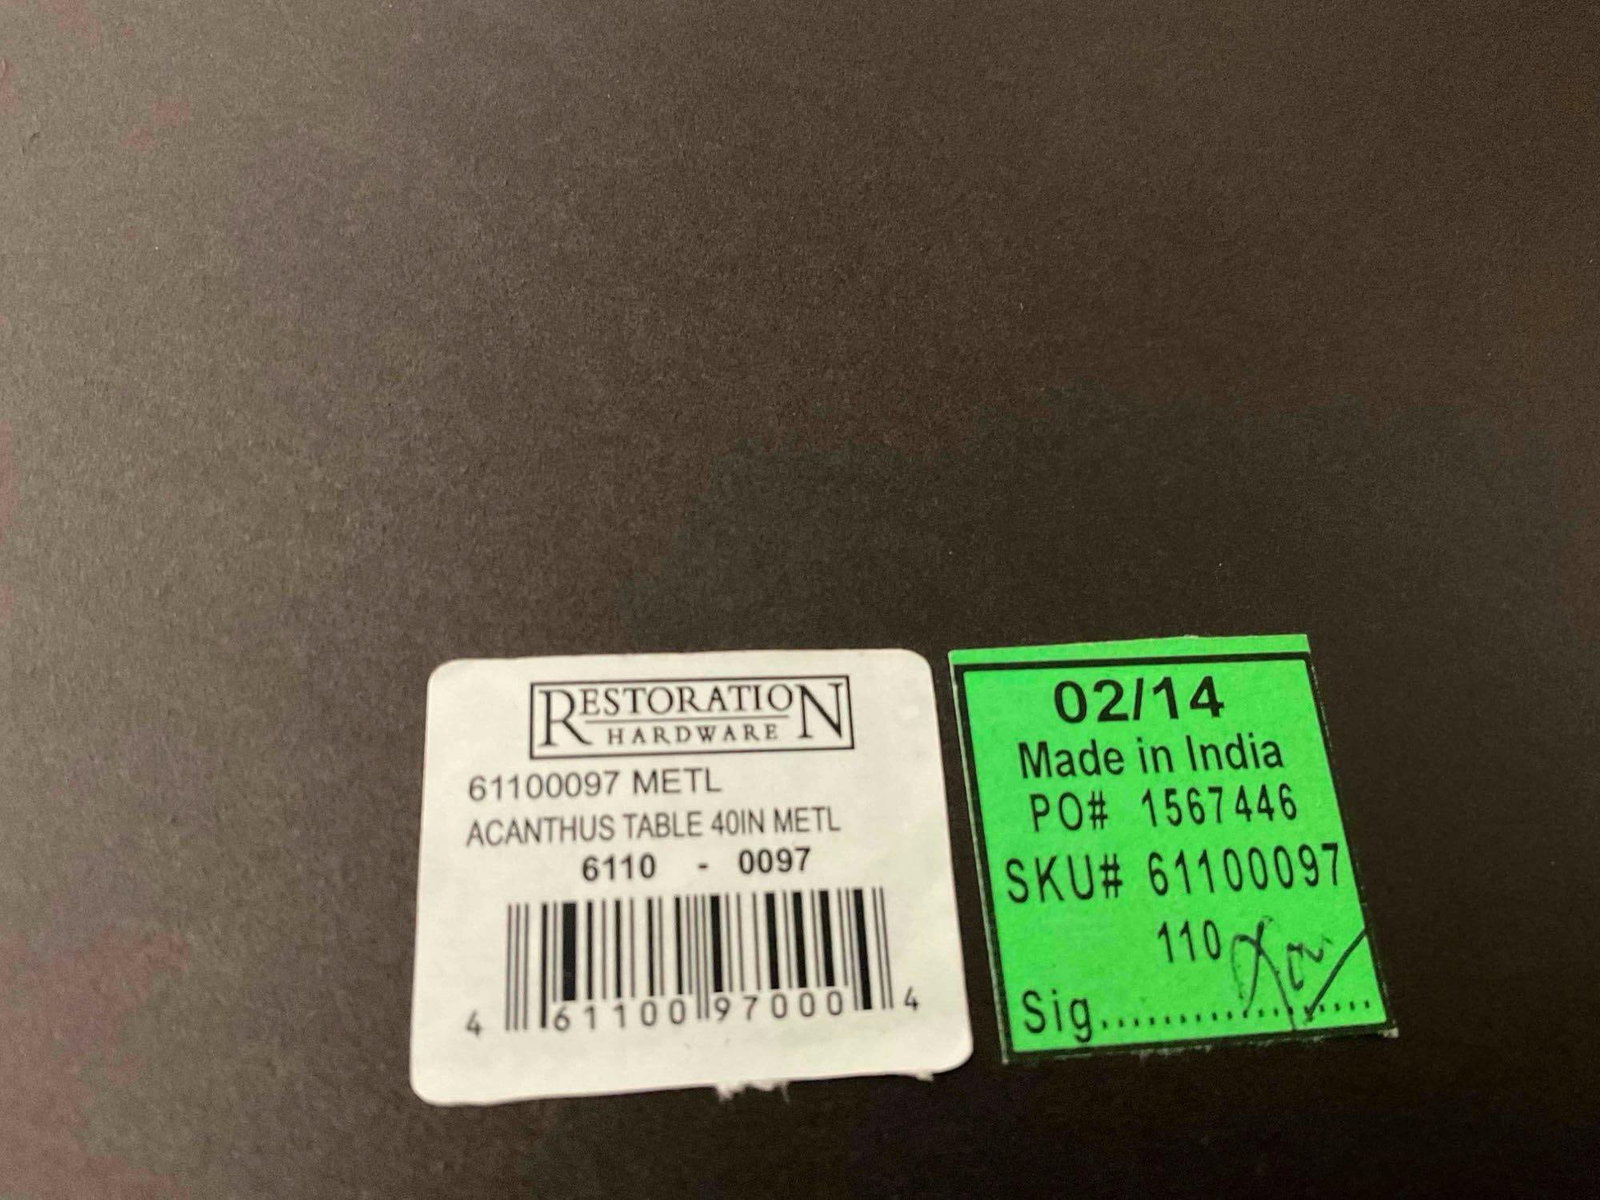 RESTORATION
HARDWARE
61100097 METL
ACANTHUS TABLE 40IN METL
6110 - 0097
4 61100 97000 4
02/14
Made in India
PO# 1567446
SKU# 61100097
110
Sig....................